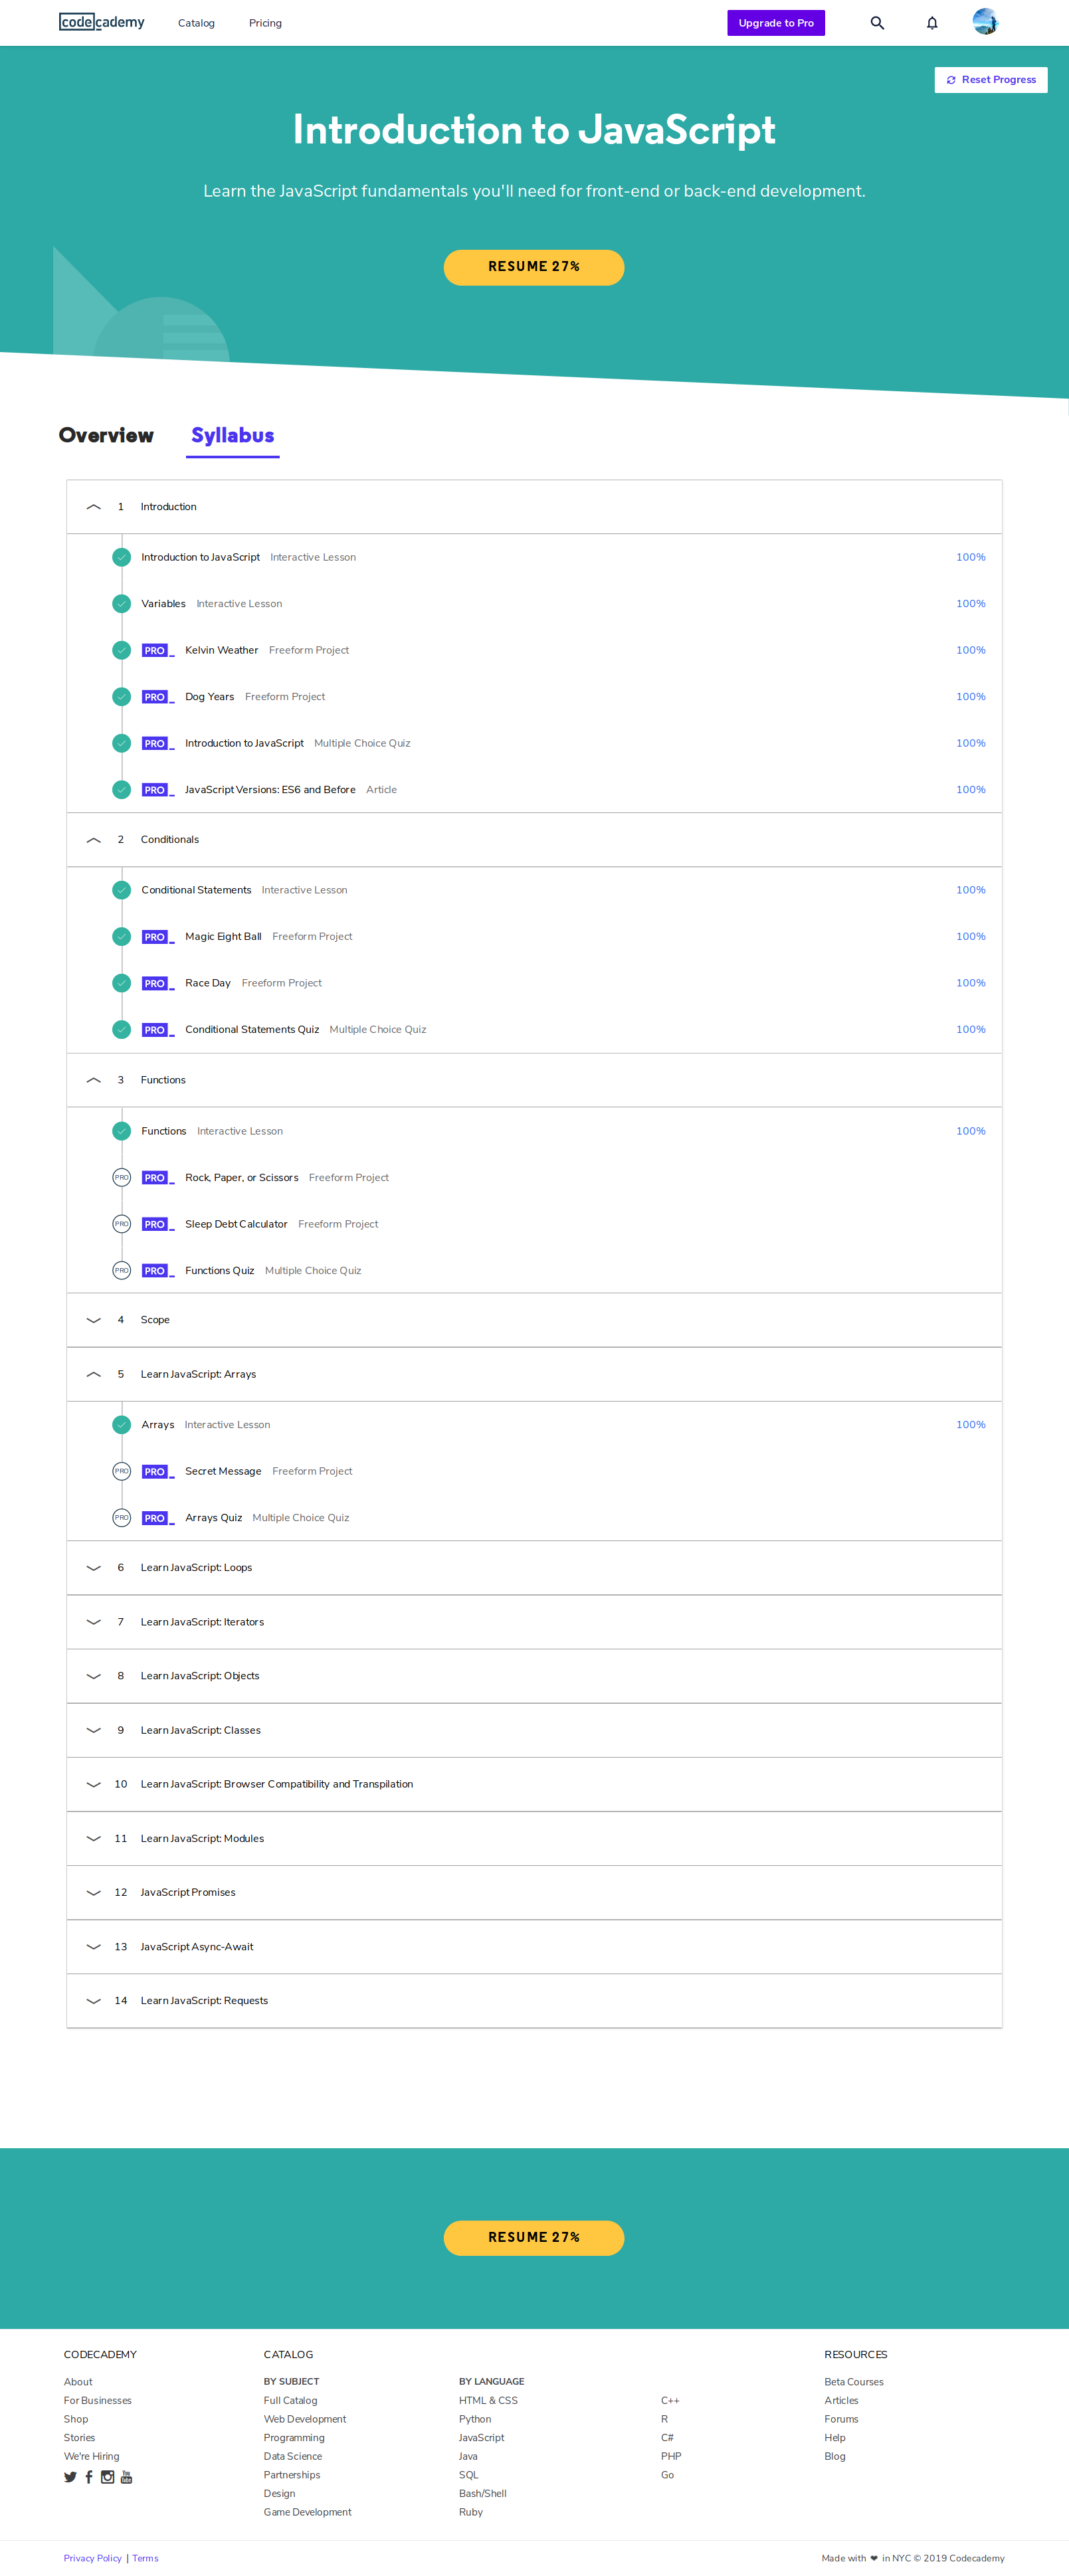 codecademy Catalog Pricing Upgrade to Pro
Reset Progress
Introduction to JavaScript
Learn the JavaScript fundamentals you'll need for front-end or back-end development.
RESUME 27%
Overview Syllabus
1 Introduction
Introduction to JavaScript Interactive Lesson 100%
Variables Interactive Lesson 100%
PRO Kelvin Weather Freeform Project 100%
PRO Dog Years Freeform Project 100%
PRO Introduction to JavaScript Multiple Choice Quiz 100%
PRO JavaScript Versions: ES6 and Before Article 100%
2 Conditionals
Conditional Statements Interactive Lesson 100%
PRO Magic Eight Ball Freeform Project 100%
PRO Race Day Freeform Project 100%
PRO Conditional Statements Quiz Multiple Choice Quiz 100%
3 Functions
Functions Interactive Lesson 100%
PRO PRO Rock, Paper, or Scissors Freeform Project
PRO PRO Sleep Debt Calculator Freeform Project
PRO PRO Functions Quiz Multiple Choice Quiz
4 Scope
5 Learn JavaScript: Arrays
Arrays Interactive Lesson 100%
PRO PRO Secret Message Freeform Project
PRO PRO Arrays Quiz Multiple Choice Quiz
6 Learn JavaScript: Loops
7 Learn JavaScript: Iterators
8 Learn JavaScript: Objects
9 Learn JavaScript: Classes
10 Learn JavaScript: Browser Compatibility and Transpilation
11 Learn JavaScript: Modules
12 JavaScript Promises
13 JavaScript Async-Await
14 Learn JavaScript: Requests
RESUME 27%
CODECADEMY
About
For Businesses
Shop
Stories
We're Hiring
You Tube
CATALOG
BY SUBJECT
Full Catalog
Web Development
Programming
Data Science
Partnerships
Design
Game Development
BY LANGUAGE
HTML & CSS
Python
JavaScript
Java
SQL
Bash/Shell
Ruby
C++
R
C#
PHP
Go
RESOURCES
Beta Courses
Articles
Forums
Help
Blog
Privacy Policy | Terms
Made with ❤ in NYC © 2019 Codecademy